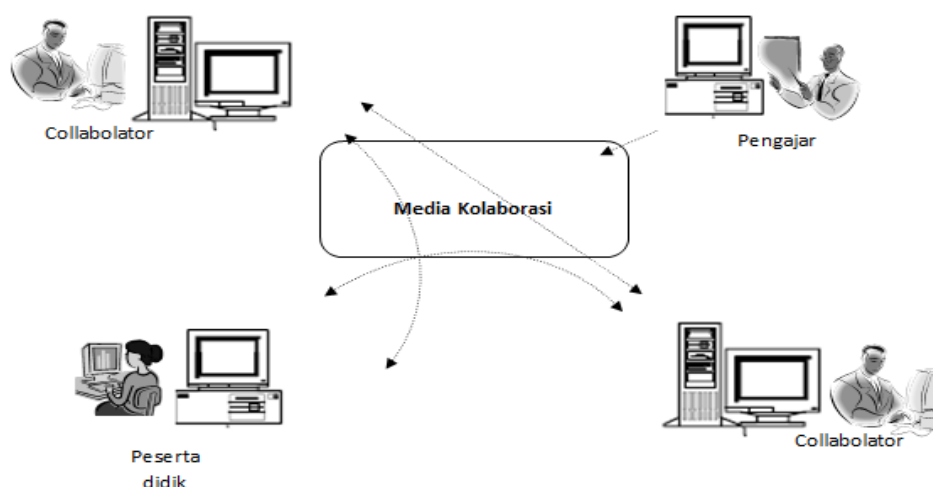 Collabolator
Pengajar
Media Kolaborasi
Peserta
didik
Collabolator